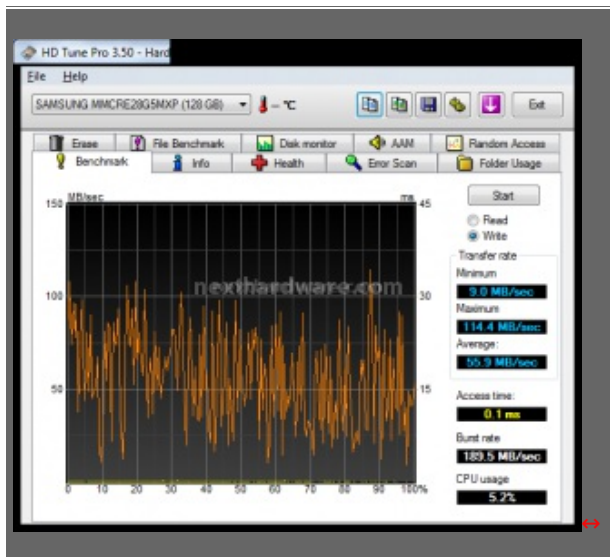 HD Tune Pro 3.50 - Hard
File Help
SAMSUNG MMCRE28G5MXP (128 GB) – °C Exit
Erase File Benchmark Disk monitor AAM Random Access
Benchmark Info Health Error Scan Folder Usage
MB/sec ms
150 45
100 30
50 15
0 10 20 30 40 50 60 70 80 90 100%
nexthardware.com
Start
Read
Write
Transfer rate
Minimum
9.0 MB/sec
Maximum
114.4 MB/sec
Average:
55.9 MB/sec
Access time:
0.1 ms
Burst rate
189.5 MB/sec
CPU usage
5.2%